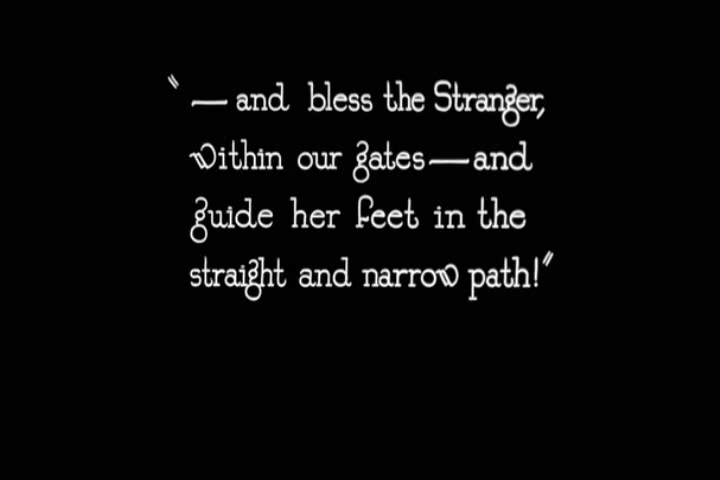 "—and bless the Stranger,
within our gates—and
guide her feet in the
straight and narrow path!"